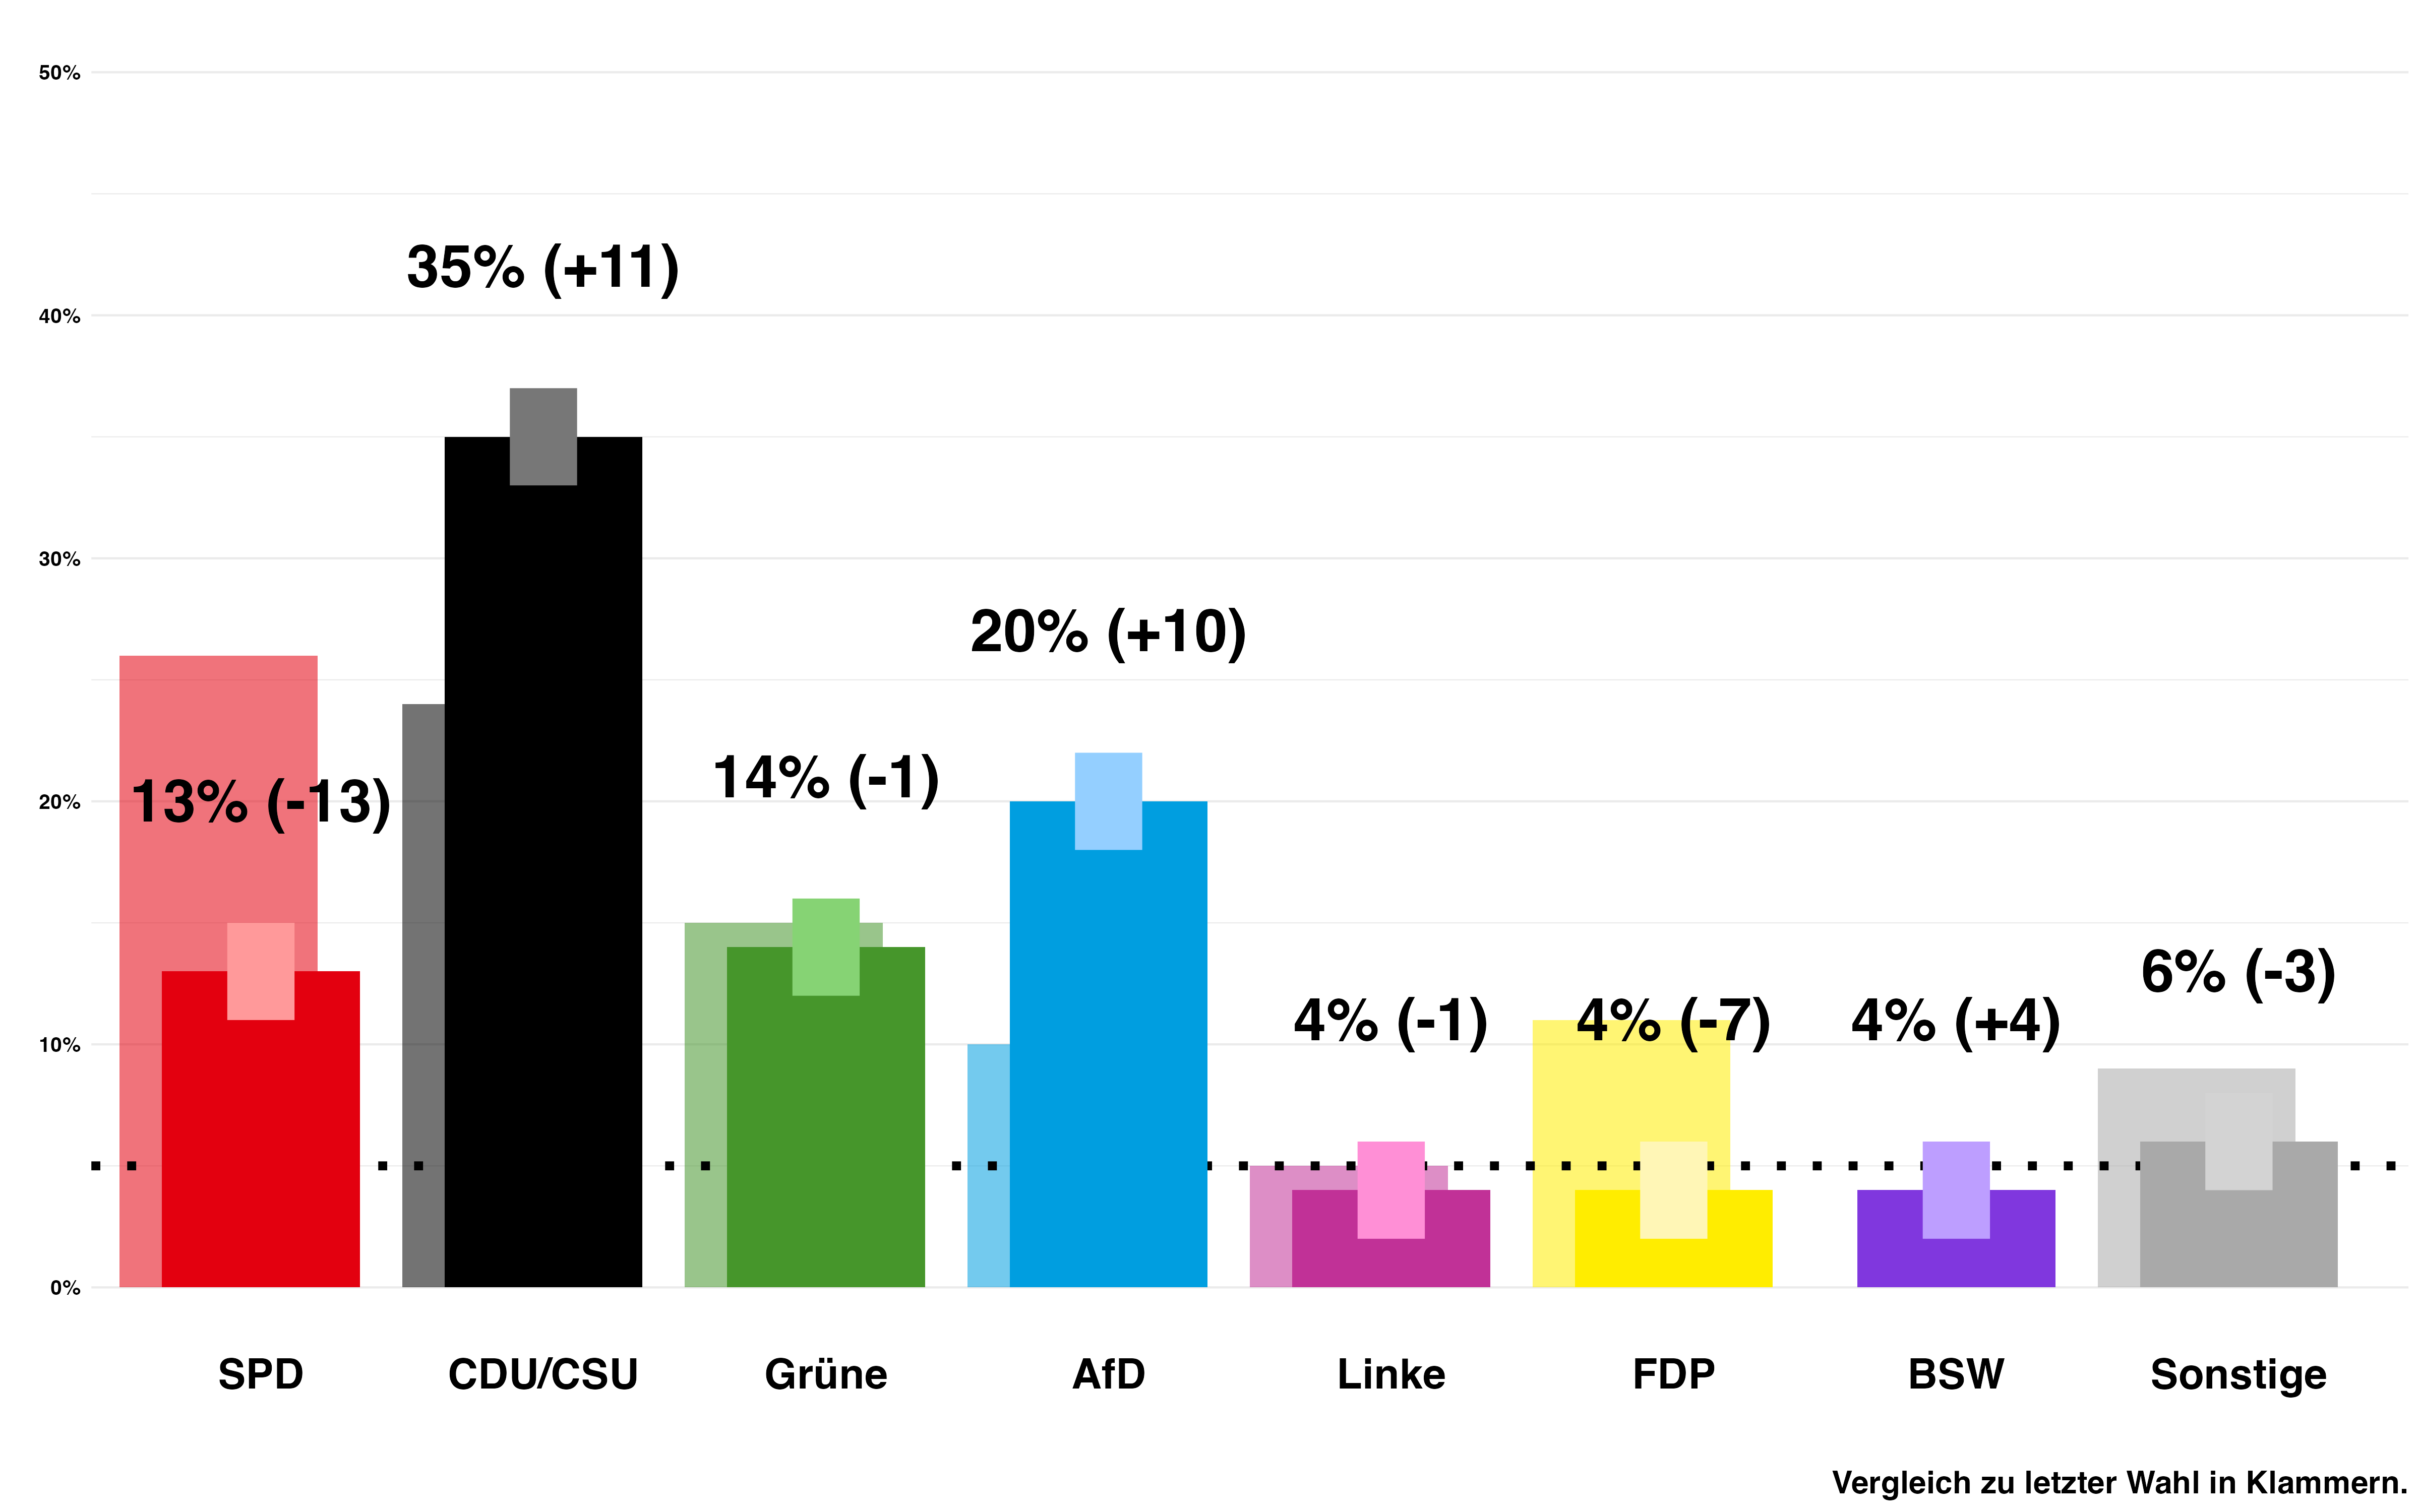 50%
35% (+11)
40%
30%
20% (+10)
14% (-1)
13% (-13)
20%
6% (-3)
4% (-1)
4% (-7)
4% (+4)
10%
0%
SPD
CDU/CSU
Grüne
AfD
Linke
FDP
BSW
Sonstige
Vergleich zu letzter Wahl in Klammern.